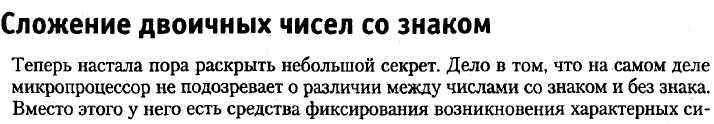 Сложение двоичных чисел со знаком
Теперь настала пора раскрыть небольшой секрет. Дело в том, что на самом деле
микропроцессор не подозревает о различии между числами со знаком и без знака.
Вместо этого у него есть средства фиксирования возникновения характерных си-